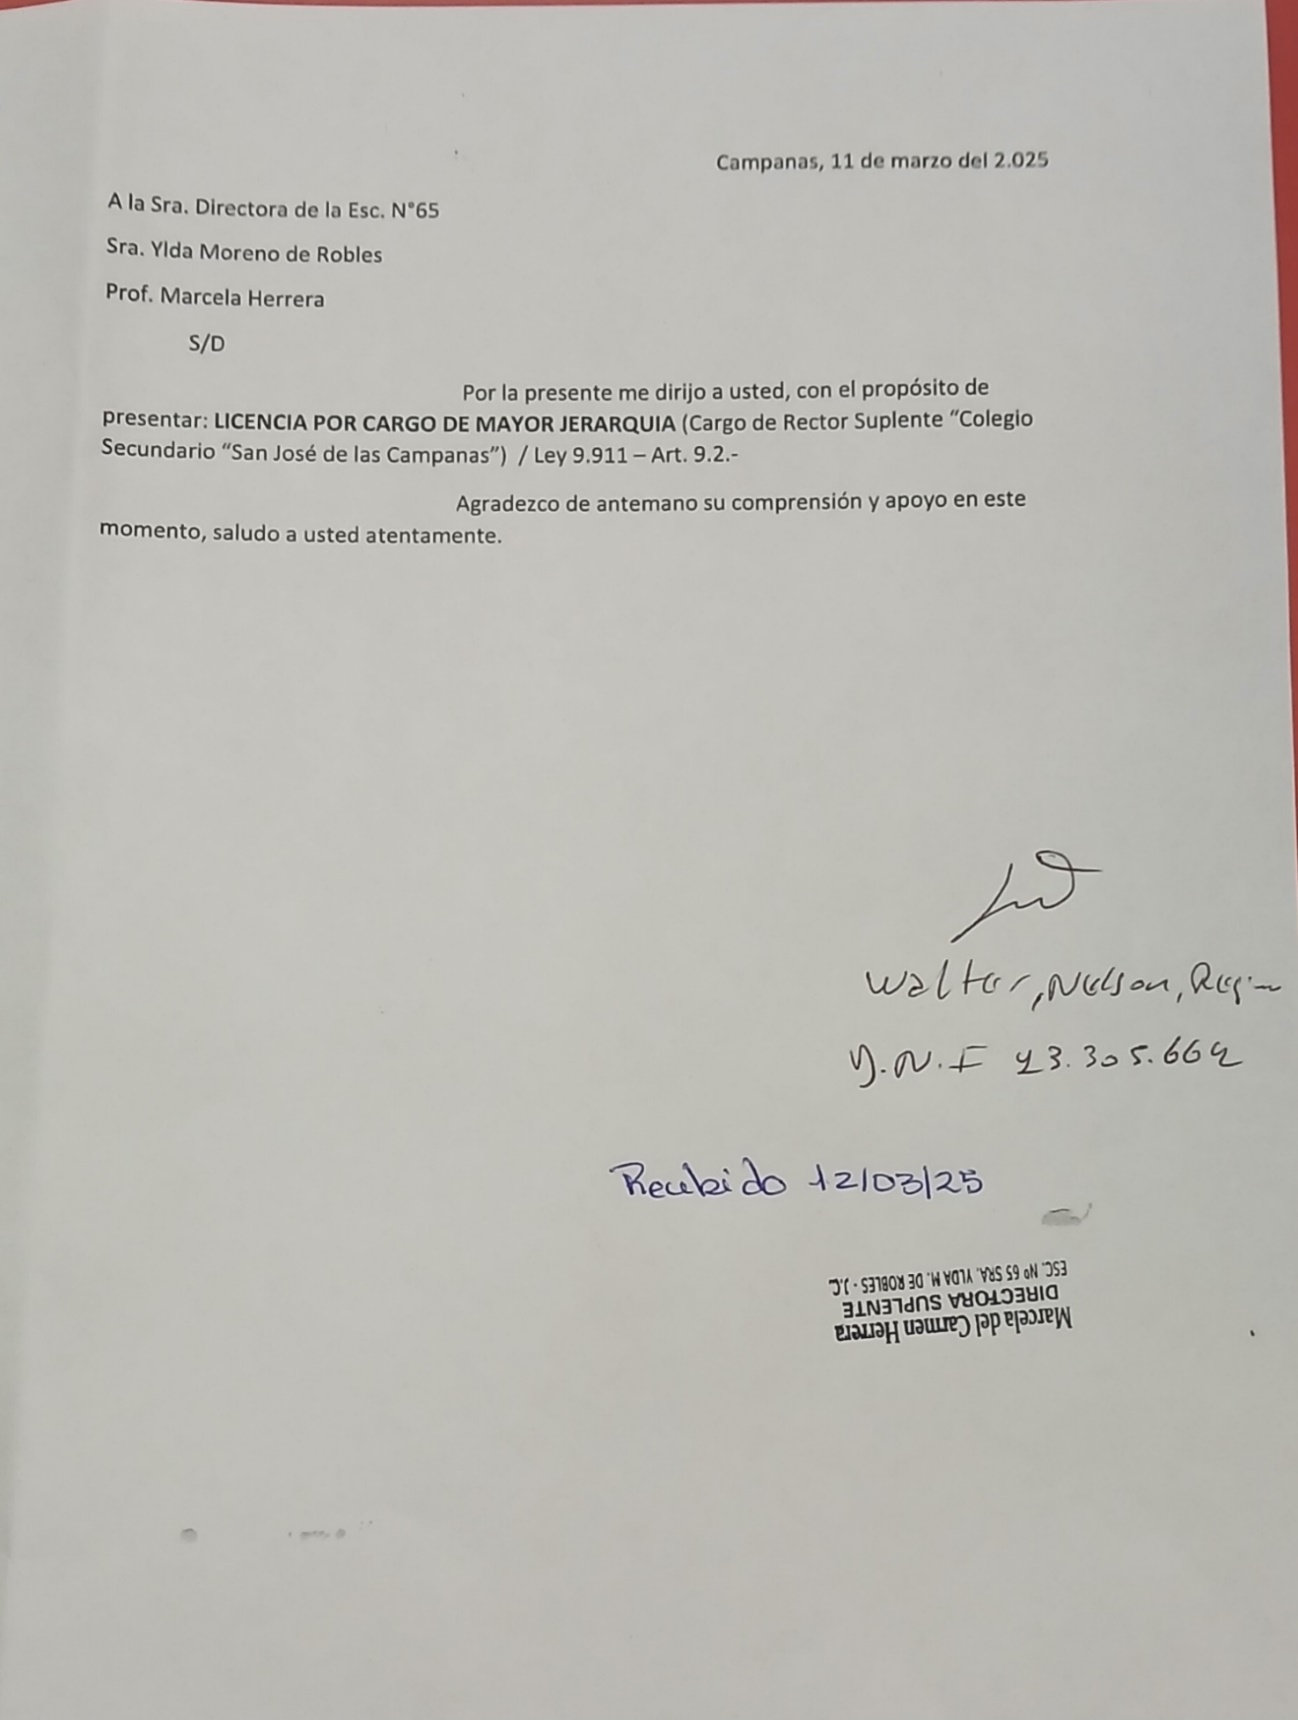 Campanas, 11 de marzo del 2.025
A la Sra. Directora de la Esc. N°65
Sra. Ylda Moreno de Robles
Prof. Marcela Herrera
S/D
Por la presente me dirijo a usted, con el propósito de
presentar: LICENCIA POR CARGO DE MAYOR JERARQUIA (Cargo de Rector Suplente “Colegio
Secundario “San José de las Campanas”) / Ley 9.911 – Art. 9.2.-
Agradezco de antemano su comprensión y apoyo en este
momento, saludo a usted atentamente.
Walter, Nelson,
Recibido 12/03/25
Marcela del Carmen Herrera
DIRECTORA SUPLENTE
ESC. Nº 65 SRA. YLDA M. DE ROBLES - J.C.